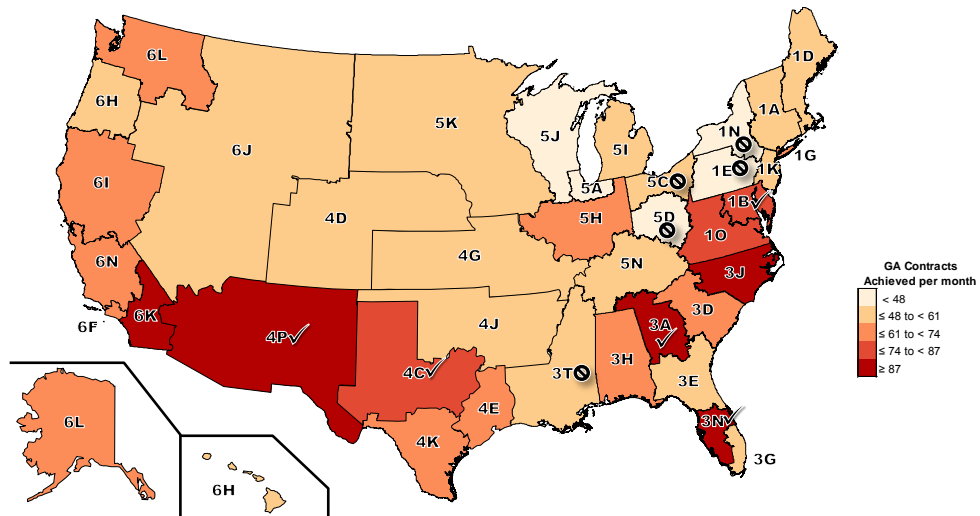 6L
1D
6H
1A
5K
5J
1N
5I
6J
1G
1E
1K
5C
6I
5A
1B
4D
5H
5D
1O
4G
6N
5N
3J
6K
3D
6F
4P
4J
3A
3H
4C
3T
3E
4E
3N
6L
4K
3G
6H
GA Contracts
Achieved per month
< 48
≤ 48 to < 61
≤ 61 to < 74
≤ 74 to < 87
≥ 87